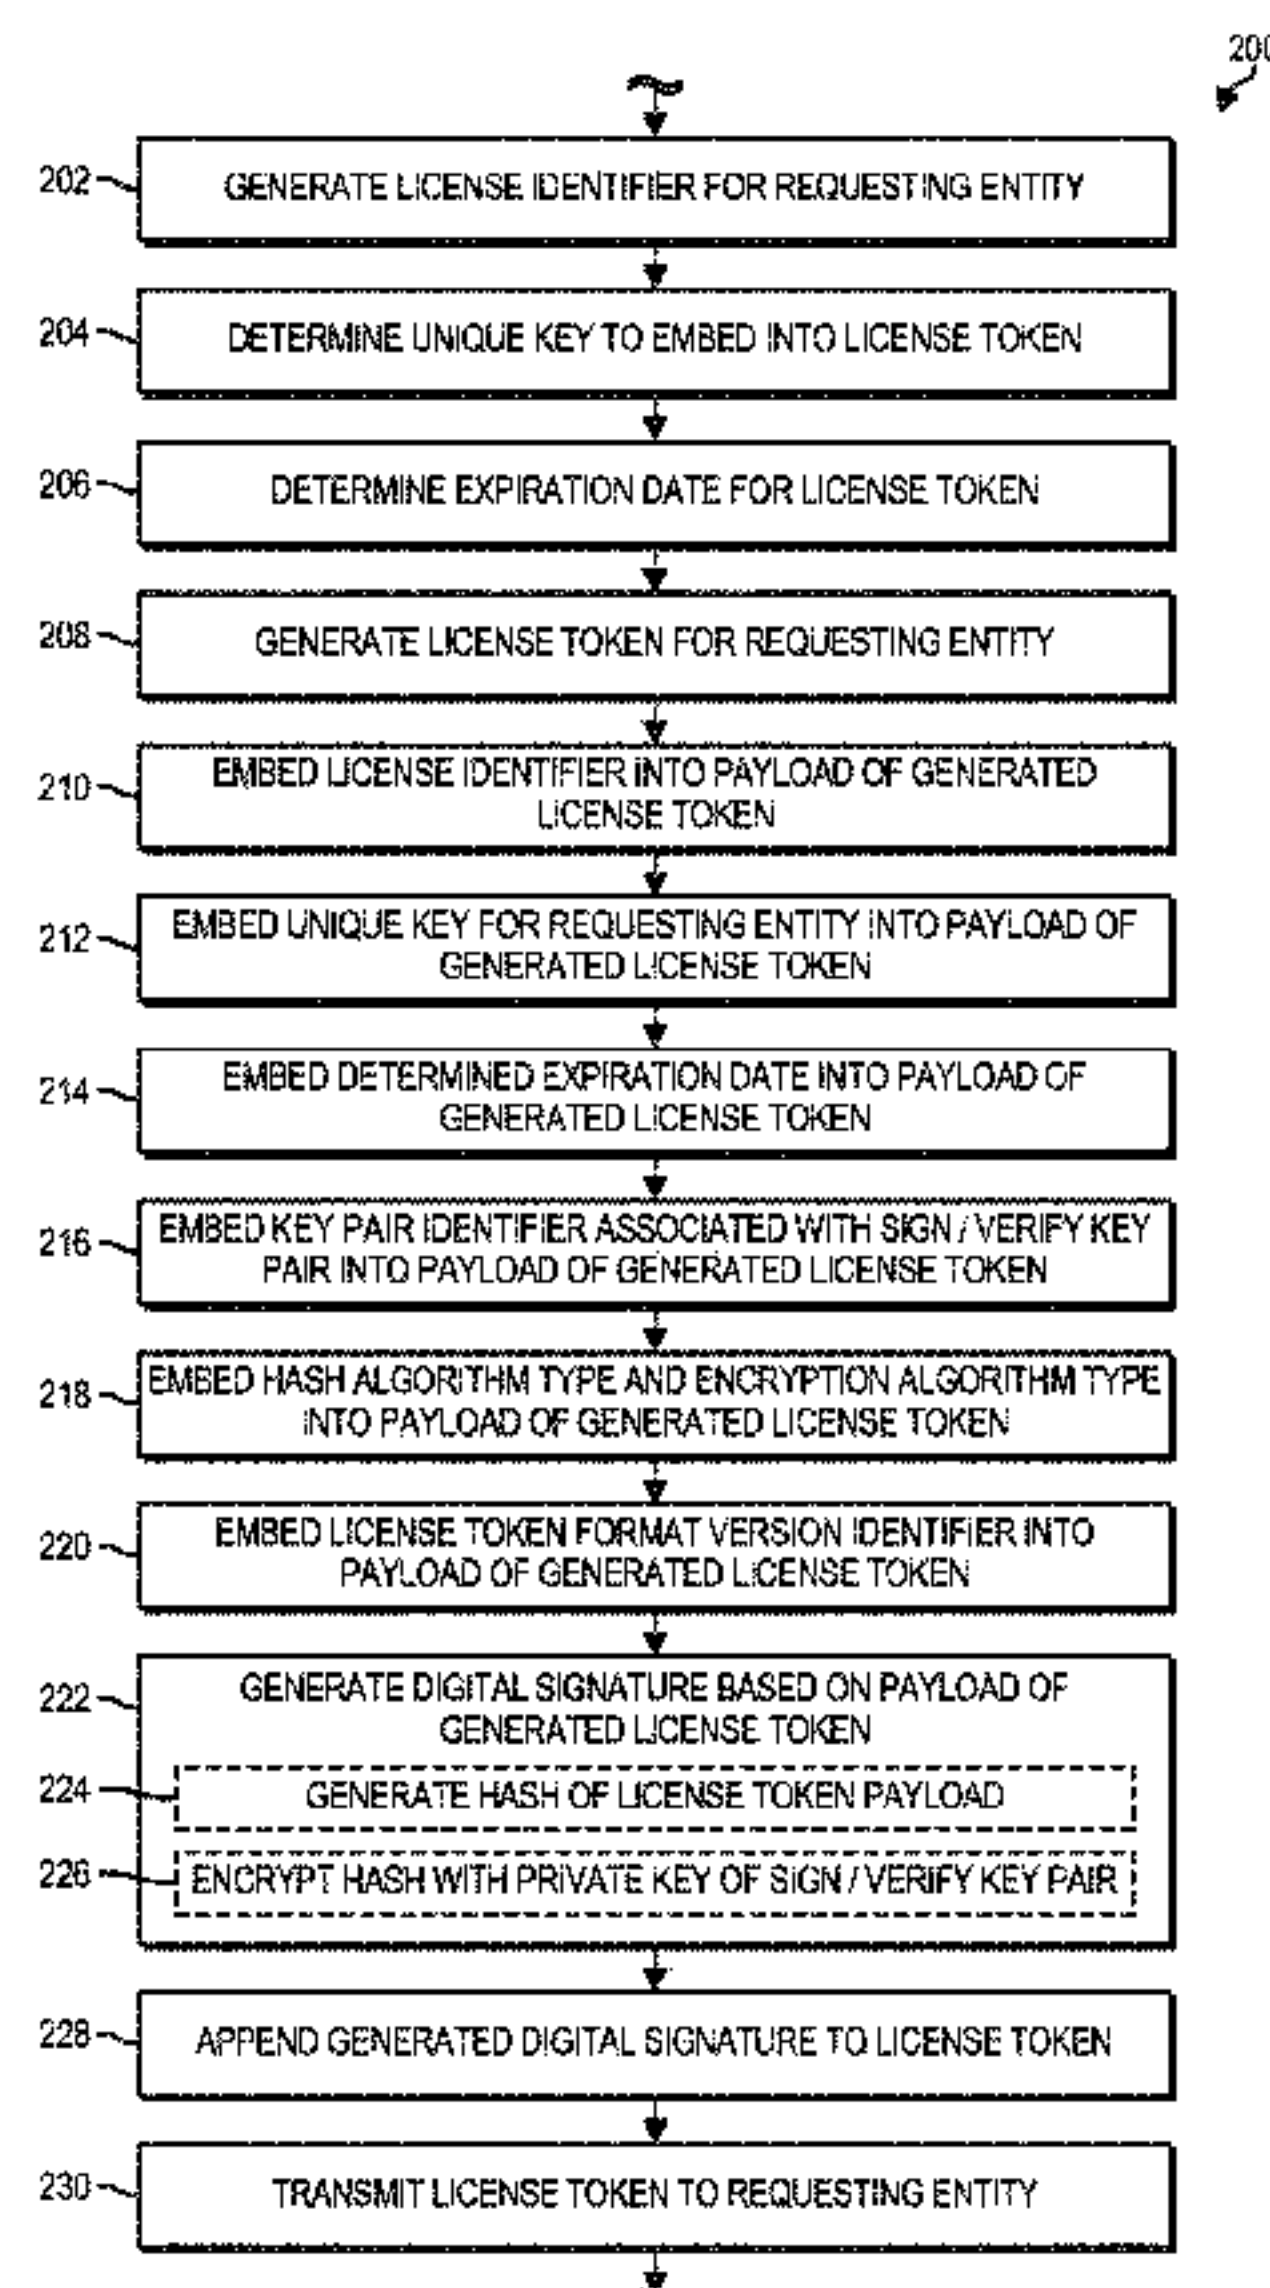 200
202
GENERATE LICENSE IDENTIFIER FOR REQUESTING ENTITY
204
DETERMINE UNIQUE KEY TO EMBED INTO LICENSE TOKEN
206
DETERMINE EXPIRATION DATE FOR LICENSE TOKEN
208
GENERATE LICENSE TOKEN FOR REQUESTING ENTITY
210
EMBED LICENSE IDENTIFIER INTO PAYLOAD OF GENERATED
LICENSE TOKEN
212
EMBED UNIQUE KEY FOR REQUESTING ENTITY INTO PAYLOAD OF
GENERATED LICENSE TOKEN
214
EMBED DETERMINED EXPIRATION DATE INTO PAYLOAD OF
GENERATED LICENSE TOKEN
216
EMBED KEY PAIR IDENTIFIER ASSOCIATED WITH SIGN / VERIFY KEY
PAIR INTO PAYLOAD OF GENERATED LICENSE TOKEN
218
EMBED HASH ALGORITHM TYPE AND ENCRYPTION ALGORITHM TYPE
INTO PAYLOAD OF GENERATED LICENSE TOKEN
220
EMBED LICENSE TOKEN FORMAT VERSION IDENTIFIER INTO
PAYLOAD OF GENERATED LICENSE TOKEN
222
GENERATE DIGITAL SIGNATURE BASED ON PAYLOAD OF
GENERATED LICENSE TOKEN
224
GENERATE HASH OF LICENSE TOKEN PAYLOAD
226
ENCRYPT HASH WITH PRIVATE KEY OF SIGN / VERIFY KEY PAIR
228
APPEND GENERATED DIGITAL SIGNATURE TO LICENSE TOKEN
230
TRANSMIT LICENSE TOKEN TO REQUESTING ENTITY